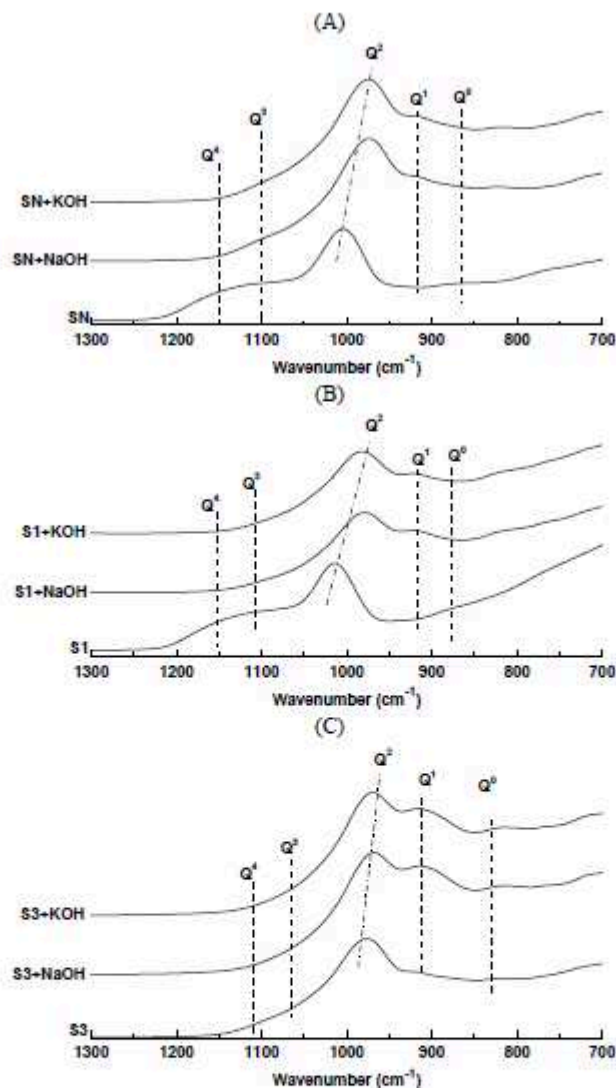 (A)
Q²
Q³
Q¹
Q⁰
Q⁴
SN+KOH
SN+NaOH
SN
1300 1200 1100 1000 900 800 700
Wavenumber (cm⁻¹)
(B)
Q²
Q³
Q¹
Q⁰
Q⁴
S1+KOH
S1+NaOH
S1
1300 1200 1100 1000 900 800 700
Wavenumber (cm⁻¹)
(C)
Q²
Q¹
Q⁰
Q⁴
Q³
S3+KOH
S3+NaOH
S3
1300 1200 1100 1000 900 800 700
Wavenumber (cm⁻¹)